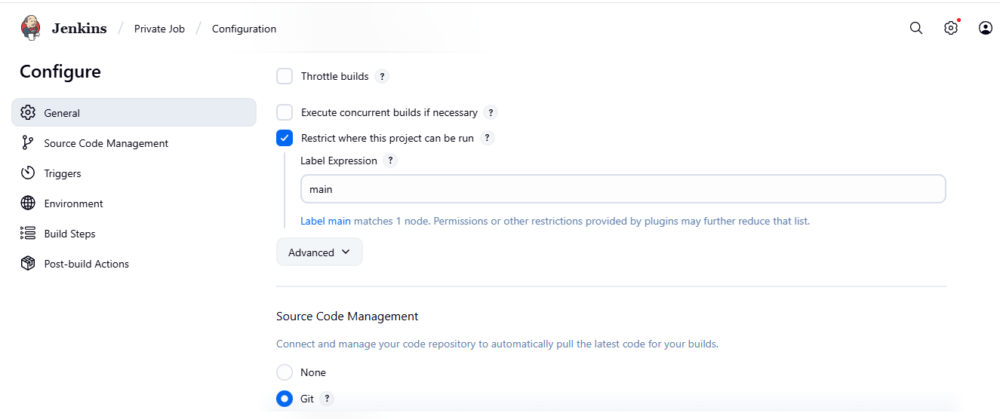 Jenkins / Private Job / Configuration
Configure
General
Source Code Management
Triggers
Environment
Build Steps
Post-build Actions
Throttle builds ?
Execute concurrent builds if necessary ?
Restrict where this project can be run ?
Label Expression ?
main
Label main matches 1 node. Permissions or other restrictions provided by plugins may further reduce that list.
Advanced
Source Code Management
Connect and manage your code repository to automatically pull the latest code for your builds.
None
Git ?